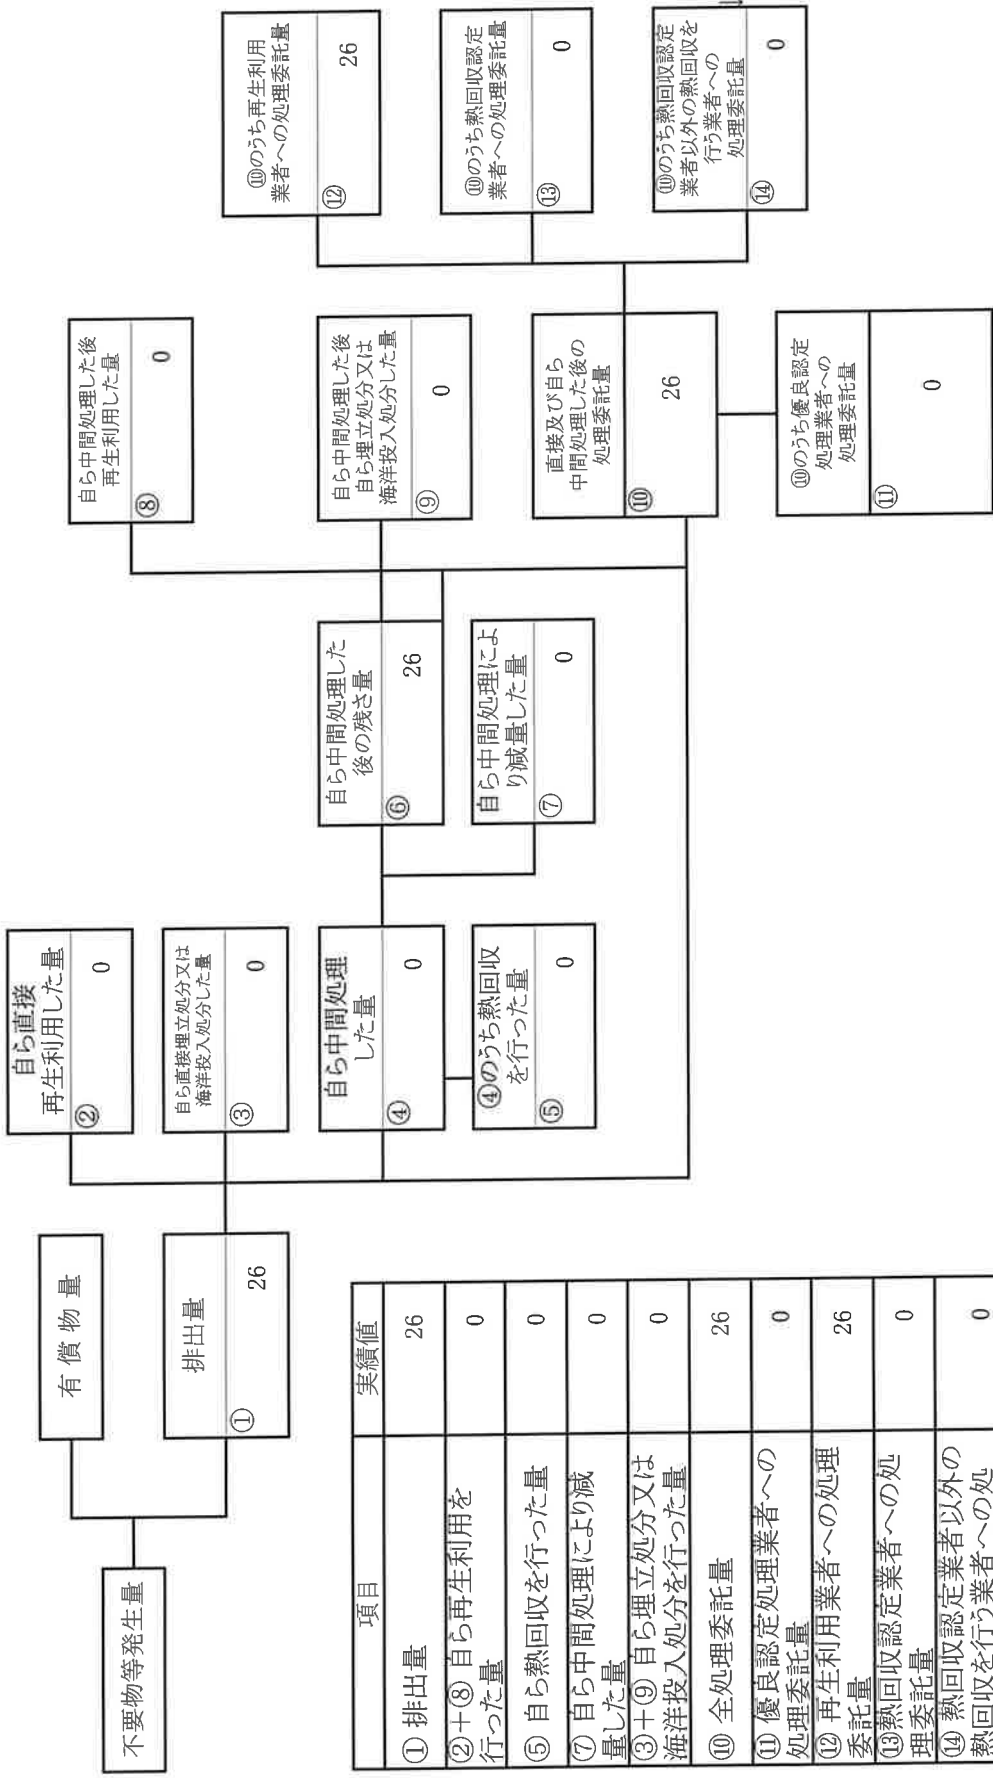 不要物等発生量
有償物量
排出量
① 26
自ら直接
再生利用した量
② 0
自ら直接埋立処分又は
海洋投入処分した量
③ 0
自ら中間処理
した量
④ 0
④のうち熱回収
を行った量
⑤ 0
自ら中間処理した
後の残さ量
⑥ 26
自ら中間処理によ
り減量した量
⑦ 0
自ら中間処理した後
再生利用した量
⑧ 0
自ら中間処理した後
自ら埋立処分又は
海洋投入処分した量
⑨ 0
直接及び自ら
中間処理した後の
処理委託量
⑩ 26
⑩のうち優良認定
処理業者への
処理委託量
⑪ 0
⑩のうち再生利用
業者への処理委託量
⑫ 26
⑩のうち熱回収認定
業者への処理委託量
⑬ 0
⑩のうち熱回収認定
業者以外の熱回収を
行う業者への
処理委託量
⑭ 0
項目 実績値
① 排出量 26
②+⑧ 自ら再生利用を
行った量 0
⑤ 自ら熱回収を行った量 0
⑦ 自ら中間処理により減
量した量 0
③+⑨ 自ら埋立処分又は
海洋投入処分を行った量 0
⑩ 全処理委託量 26
⑪ 優良認定処理業者への
処理委託量 0
⑫ 再生利用業者への処理
委託量 26
⑬熱回収認定業者への処
理委託量 0
⑭ 熱回収認定業者以外の
熱回収を行う業者への処 0